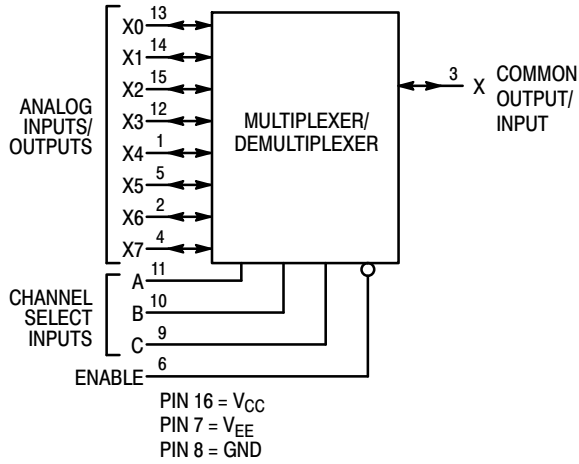 X0 13
X1 14
X2 15
X3 12
X4 1
X5 5
X6 2
X7 4
ANALOG
INPUTS/
OUTPUTS
MULTIPLEXER/
DEMULTIPLEXER
3 X COMMON
OUTPUT/
INPUT
A 11
B 10
C 9
CHANNEL
SELECT
INPUTS
ENABLE 6
PIN 16 = VCC
PIN 7 = VEE
PIN 8 = GND